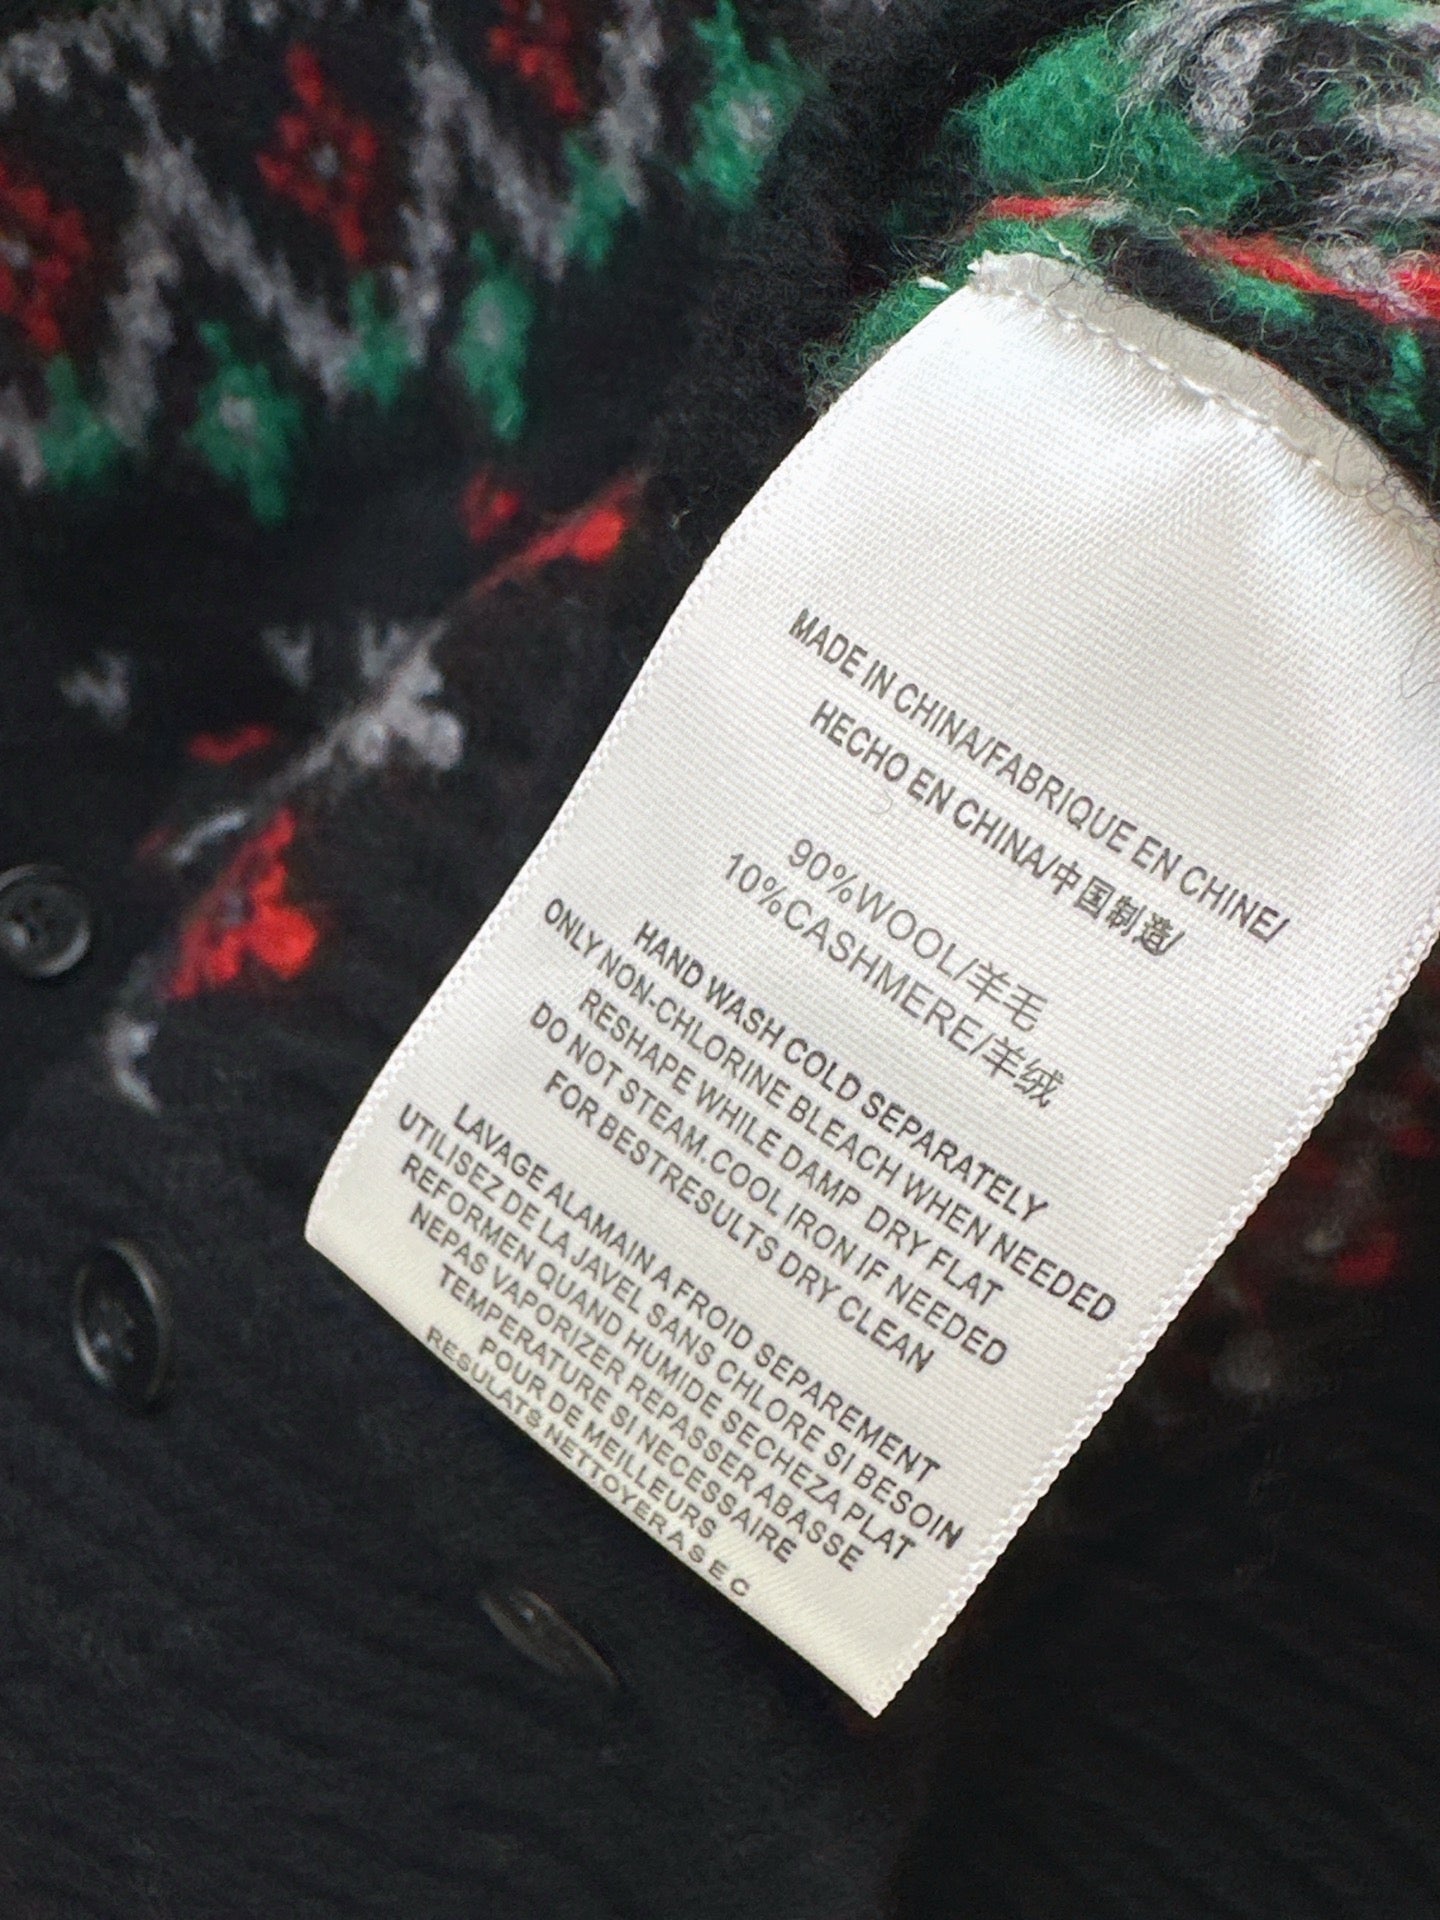 MADE IN CHINA/FABRIQUE EN CHINE/
HECHO EN CHINA/中国制造/
90%WOOL/羊毛
10%CASHMERE/羊绒
HAND WASH COLD SEPARATELY
ONLY NON-CHLORINE BLEACH WHEN NEEDED
RESHAPE WHILE DAMP DRY FLAT
DO NOT STEAM.COOL IRON IF NEEDED
FOR BESTRESULTS DRY CLEAN
LAVAGE ALAMAIN A FROID SEPAREMENT
UTILISEZ DE LA JAVEL SANS CHLORE SI BESOIN
REFORMEN QUAND HUMIDE SECHEZA PLAT
NEPAS VAPORIZER REPASSER ABASSE
TEMPERATURE SI NECESSAIRE
POUR DE MEILLEURS
RESULATS NETTOYER A SEC